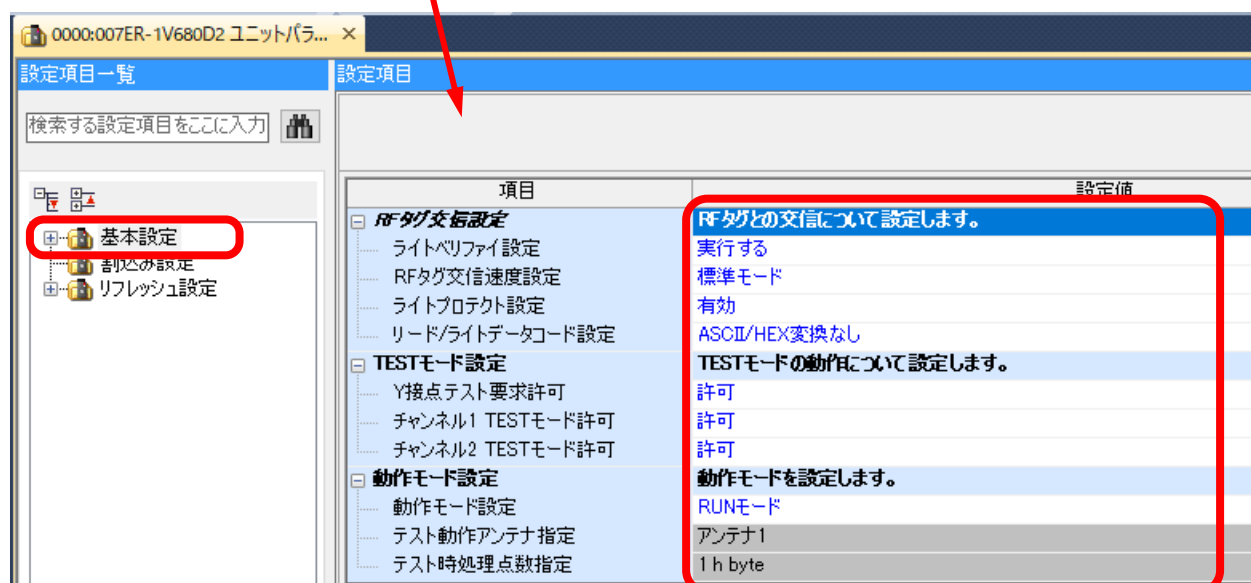 0000:007ER-1V680D2 ユニットパラ...
設定項目一覧
設定項目
検索する設定項目をここに入力
基本設定
割込み設定
リフレッシュ設定
項目 設定値
RFタグ交信設定 RFタグとの交信について設定します。
ライトベリファイ設定 実行する
RFタグ交信速度設定 標準モード
ライトプロテクト設定 有効
リード/ライトデータコード設定 ASCII/HEX変換なし
TESTモード設定 TESTモードの動作について設定します。
Y接点テスト要求許可 許可
チャンネル1 TESTモード許可 許可
チャンネル2 TESTモード許可 許可
動作モード設定 動作モードを設定します。
動作モード設定 RUNモード
テスト動作アンテナ指定 アンテナ1
テスト時処理点数指定 1 h byte